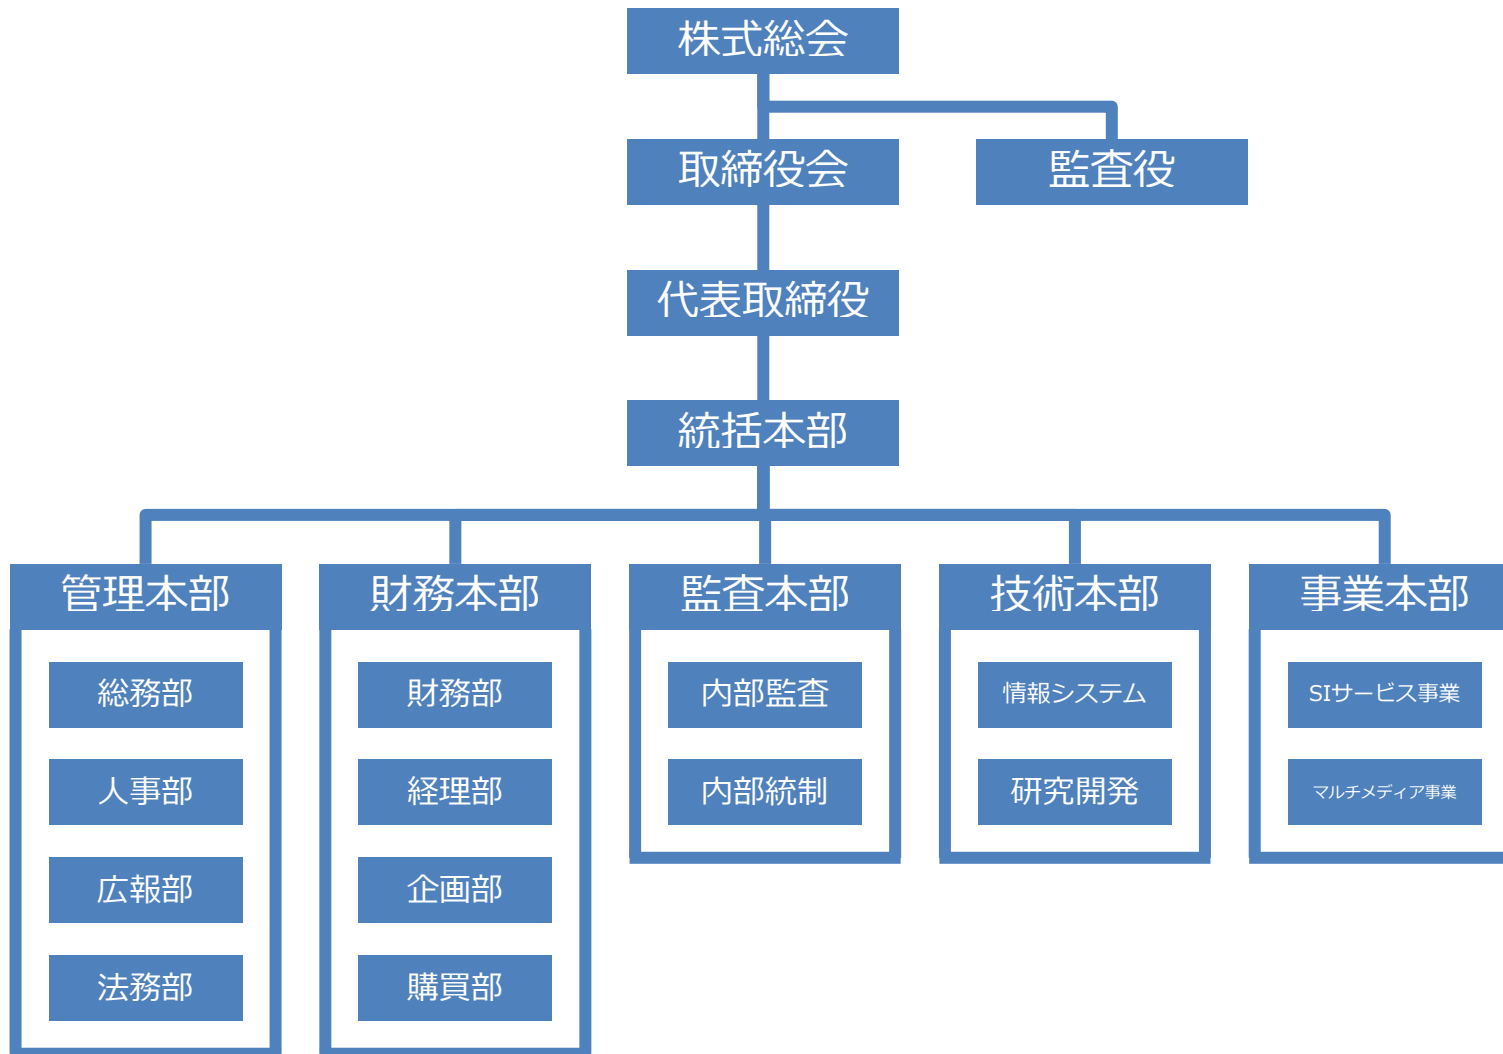 株式総会
取締役会
監査役
代表取締役
統括本部
管理本部
財務本部
監査本部
技術本部
事業本部
総務部
人事部
広報部
法務部
財務部
経理部
企画部
購買部
内部監査
内部統制
情報システム
研究開発
SIサービス事業
マルチメディア事業